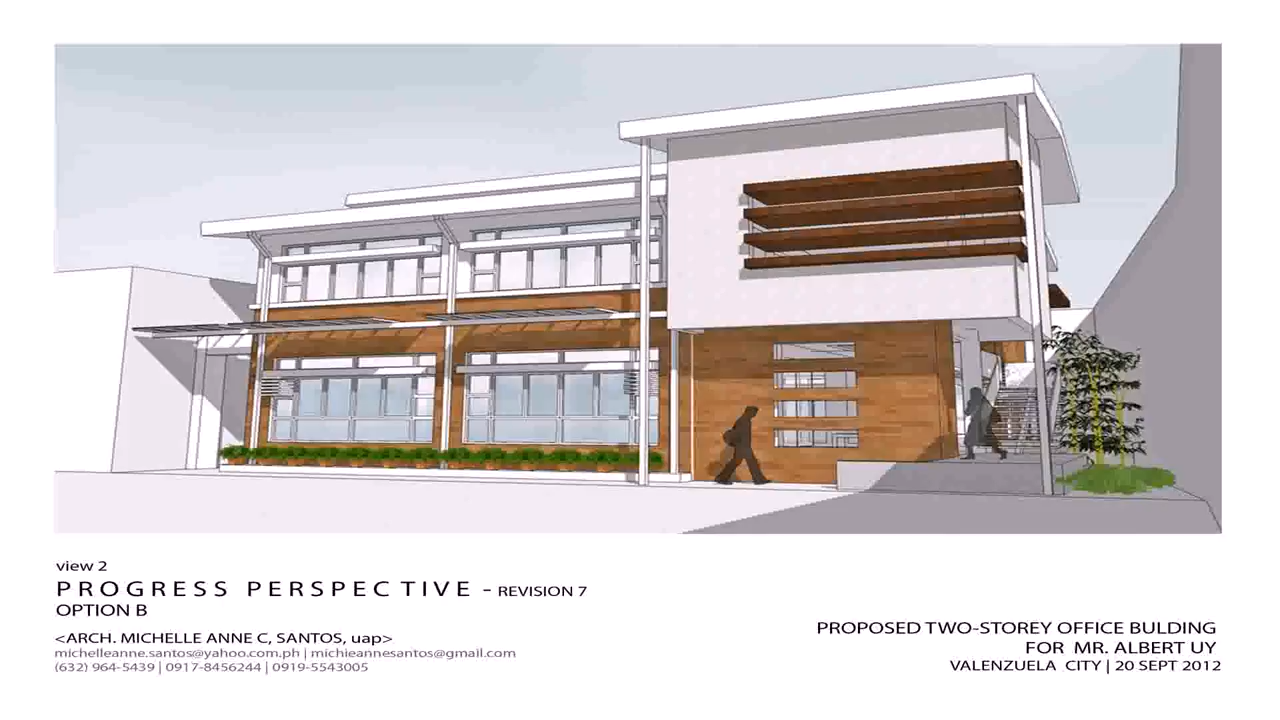 view 2
PROGRESS PERSPECTIVE - REVISION 7
OPTION B
<ARCH. MICHELLE ANNE C, SANTOS, uap>
michelleanne.santos@yahoo.com.ph | michieannesantos@gmail.com
(632) 964-5439 | 0917-8456244 | 0919-5543005
PROPOSED TWO-STOREY OFFICE BULDING
FOR MR. ALBERT UY
VALENZUELA CITY | 20 SEPT 2012